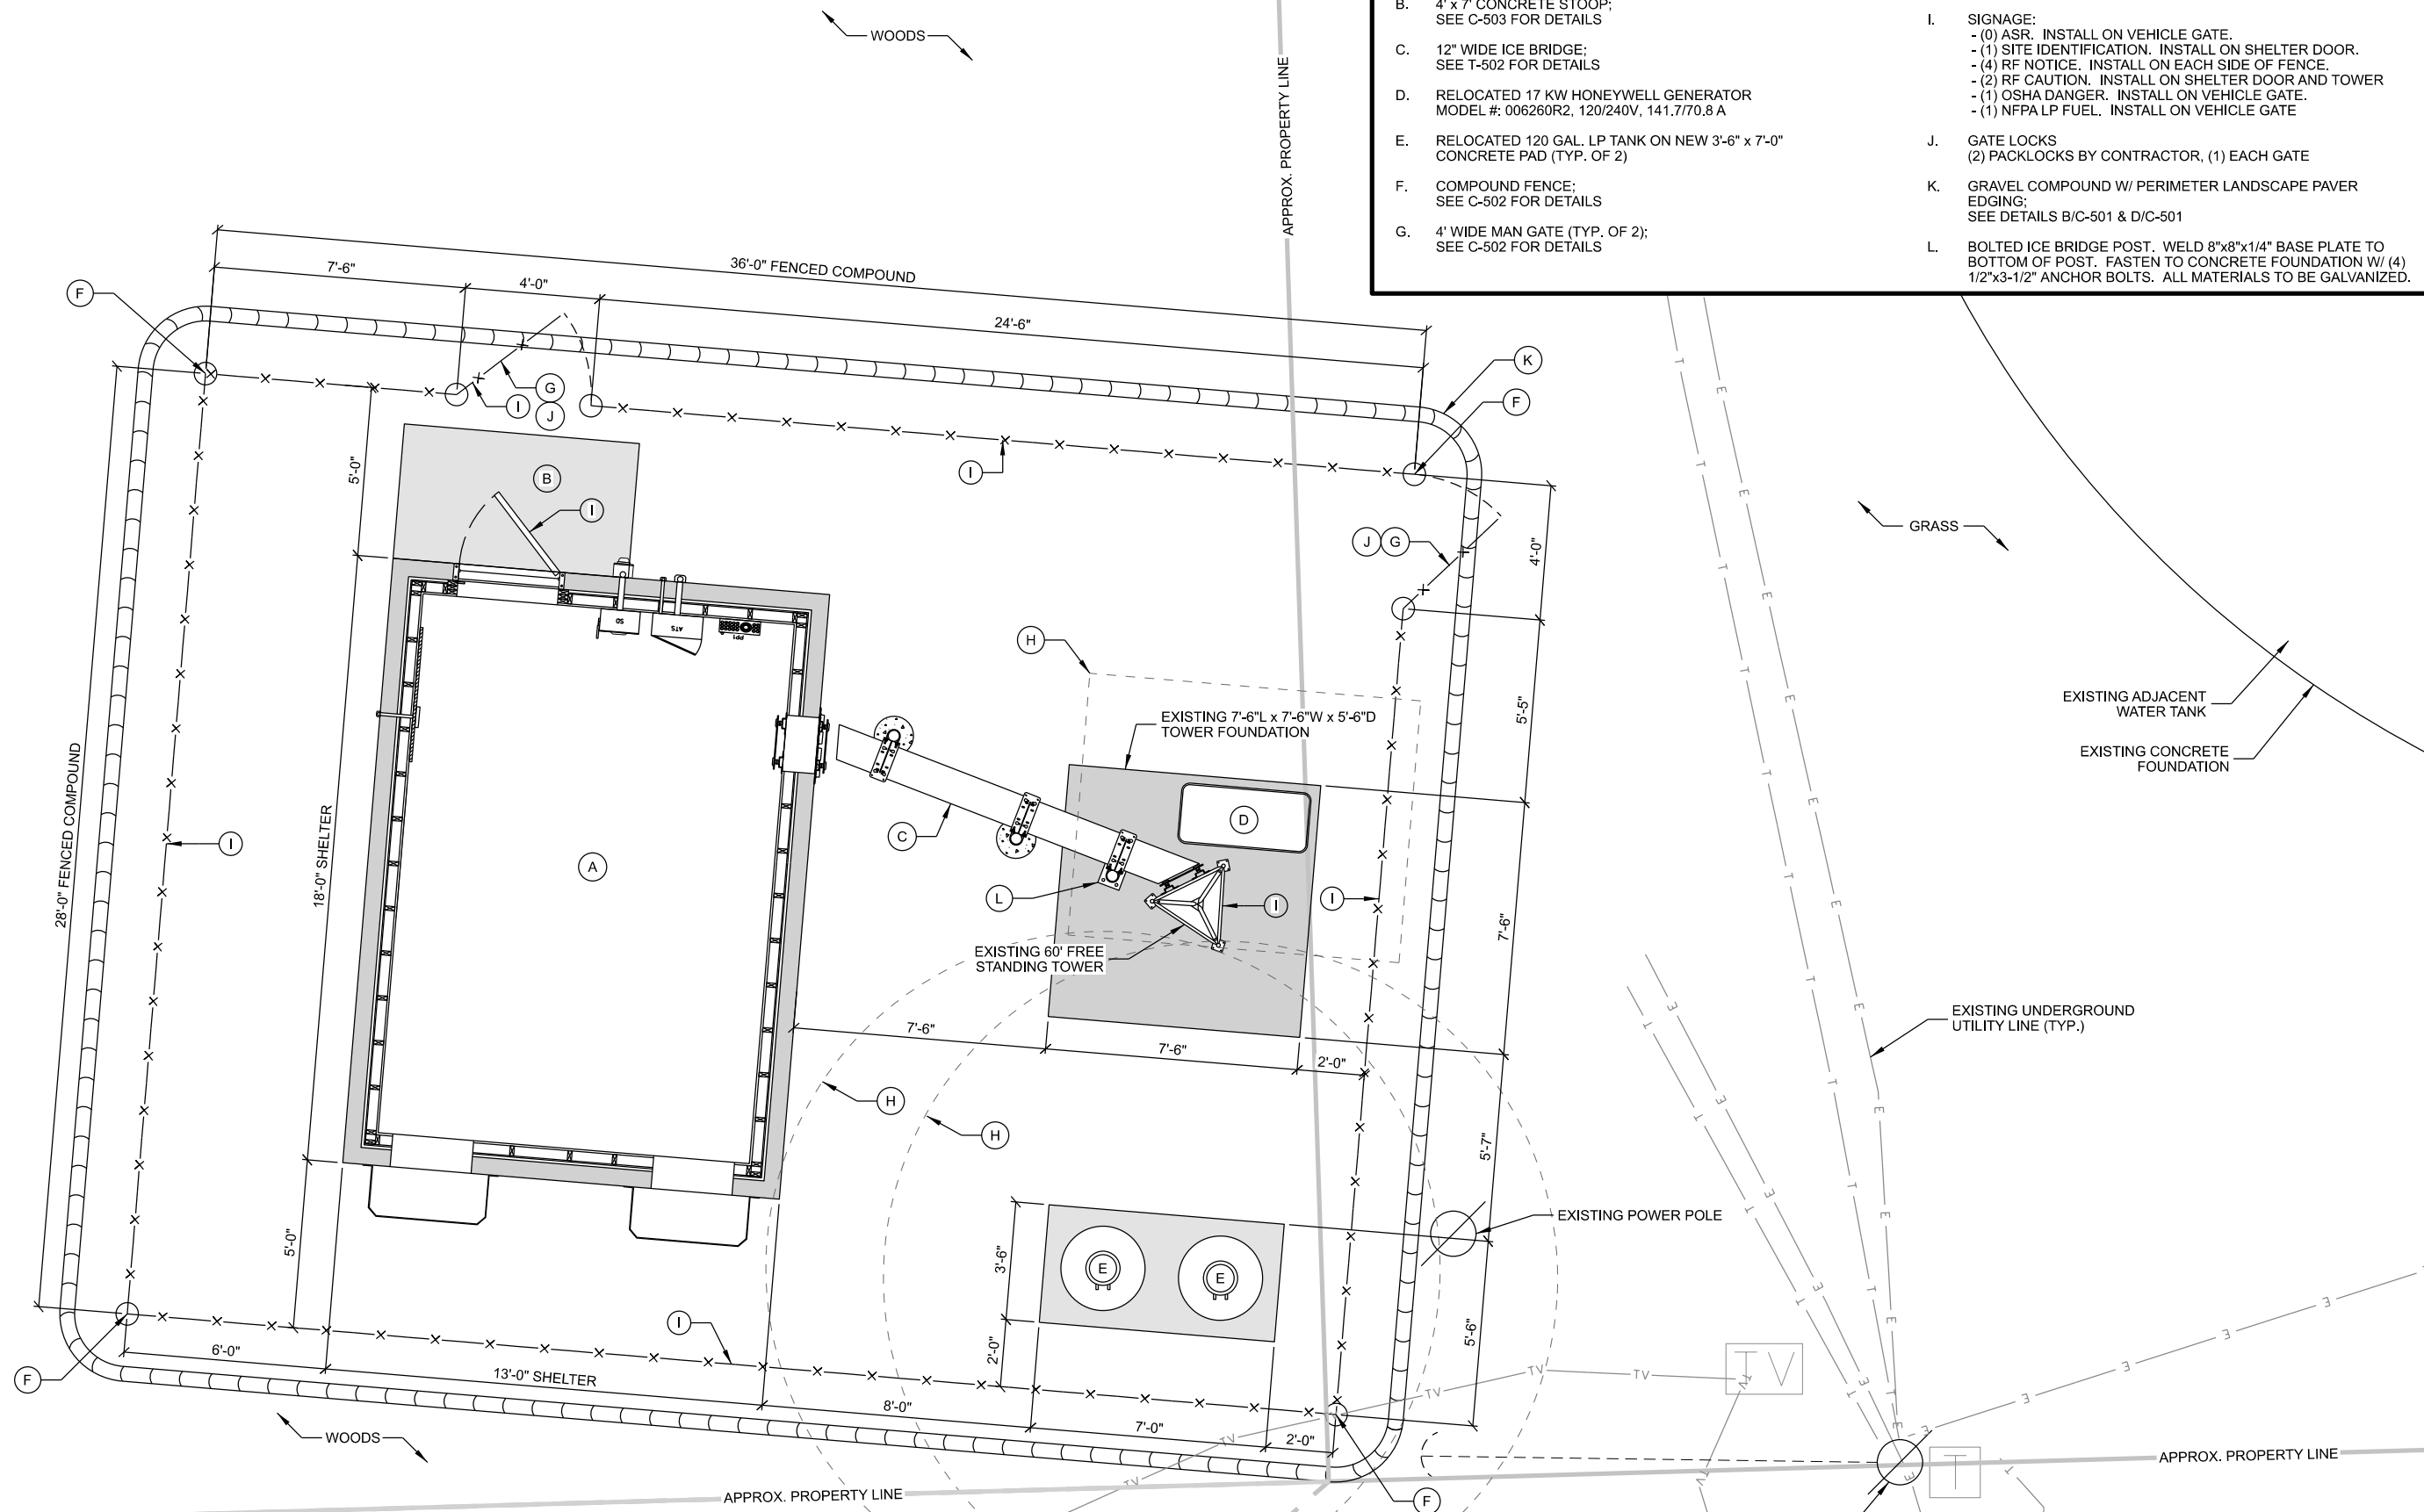 B. 4' x 7' CONCRETE STOOP;
SEE C-503 FOR DETAILS
C. 12" WIDE ICE BRIDGE;
SEE T-502 FOR DETAILS
D. RELOCATED 17 KW HONEYWELL GENERATOR
MODEL #: 006260R2, 120/240V, 141.7/70.8 A
E. RELOCATED 120 GAL. LP TANK ON NEW 3'-6" x 7'-0"
CONCRETE PAD (TYP. OF 2)
F. COMPOUND FENCE;
SEE C-502 FOR DETAILS
G. 4' WIDE MAN GATE (TYP. OF 2);
SEE C-502 FOR DETAILS
I. SIGNAGE:
- (0) ASR. INSTALL ON VEHICLE GATE.
- (1) SITE IDENTIFICATION. INSTALL ON SHELTER DOOR.
- (4) RF NOTICE. INSTALL ON EACH SIDE OF FENCE.
- (2) RF CAUTION. INSTALL ON SHELTER DOOR AND TOWER
- (1) OSHA DANGER. INSTALL ON VEHICLE GATE.
- (1) NFPA LP FUEL. INSTALL ON VEHICLE GATE
J. GATE LOCKS
(2) PACKLOCKS BY CONTRACTOR, (1) EACH GATE
K. GRAVEL COMPOUND W/ PERIMETER LANDSCAPE PAVER
EDGING;
SEE DETAILS B/C-501 & D/C-501
L. BOLTED ICE BRIDGE POST. WELD 8"x8"x1/4" BASE PLATE TO
BOTTOM OF POST. FASTEN TO CONCRETE FOUNDATION W/ (4)
1/2"x3-1/2" ANCHOR BOLTS. ALL MATERIALS TO BE GALVANIZED.
WOODS
APPROX. PROPERTY LINE
36'-0" FENCED COMPOUND
7'-6"
4'-0"
24'-6"
F
G
I
J
K
F
I
5'-0"
B
I
J
G
4'-0"
GRASS
SD
ATS
PP1
H
5'-5"
EXISTING 7'-6"L x 7'-6"W x 5'-6"D
TOWER FOUNDATION
EXISTING ADJACENT
WATER TANK
EXISTING CONCRETE
FOUNDATION
28'-0" FENCED COMPOUND
I
18'-0" SHELTER
A
C
D
L
I
I
7'-6"
EXISTING 60' FREE
STANDING TOWER
7'-6"
7'-6"
2'-0"
EXISTING UNDERGROUND
UTILITY LINE (TYP.)
H
H
5'-7"
EXISTING POWER POLE
5'-0"
3'-6"
E
E
2'-0"
5'-6"
I
6'-0"
13'-0" SHELTER
8'-0"
7'-0"
2'-0"
F
WOODS
APPROX. PROPERTY LINE
F
APPROX. PROPERTY LINE
TV
T
T
T
T
T
T
T
T
E
E
E
E
E
E
E
E
TV
TV
TV
TV
TV
TV